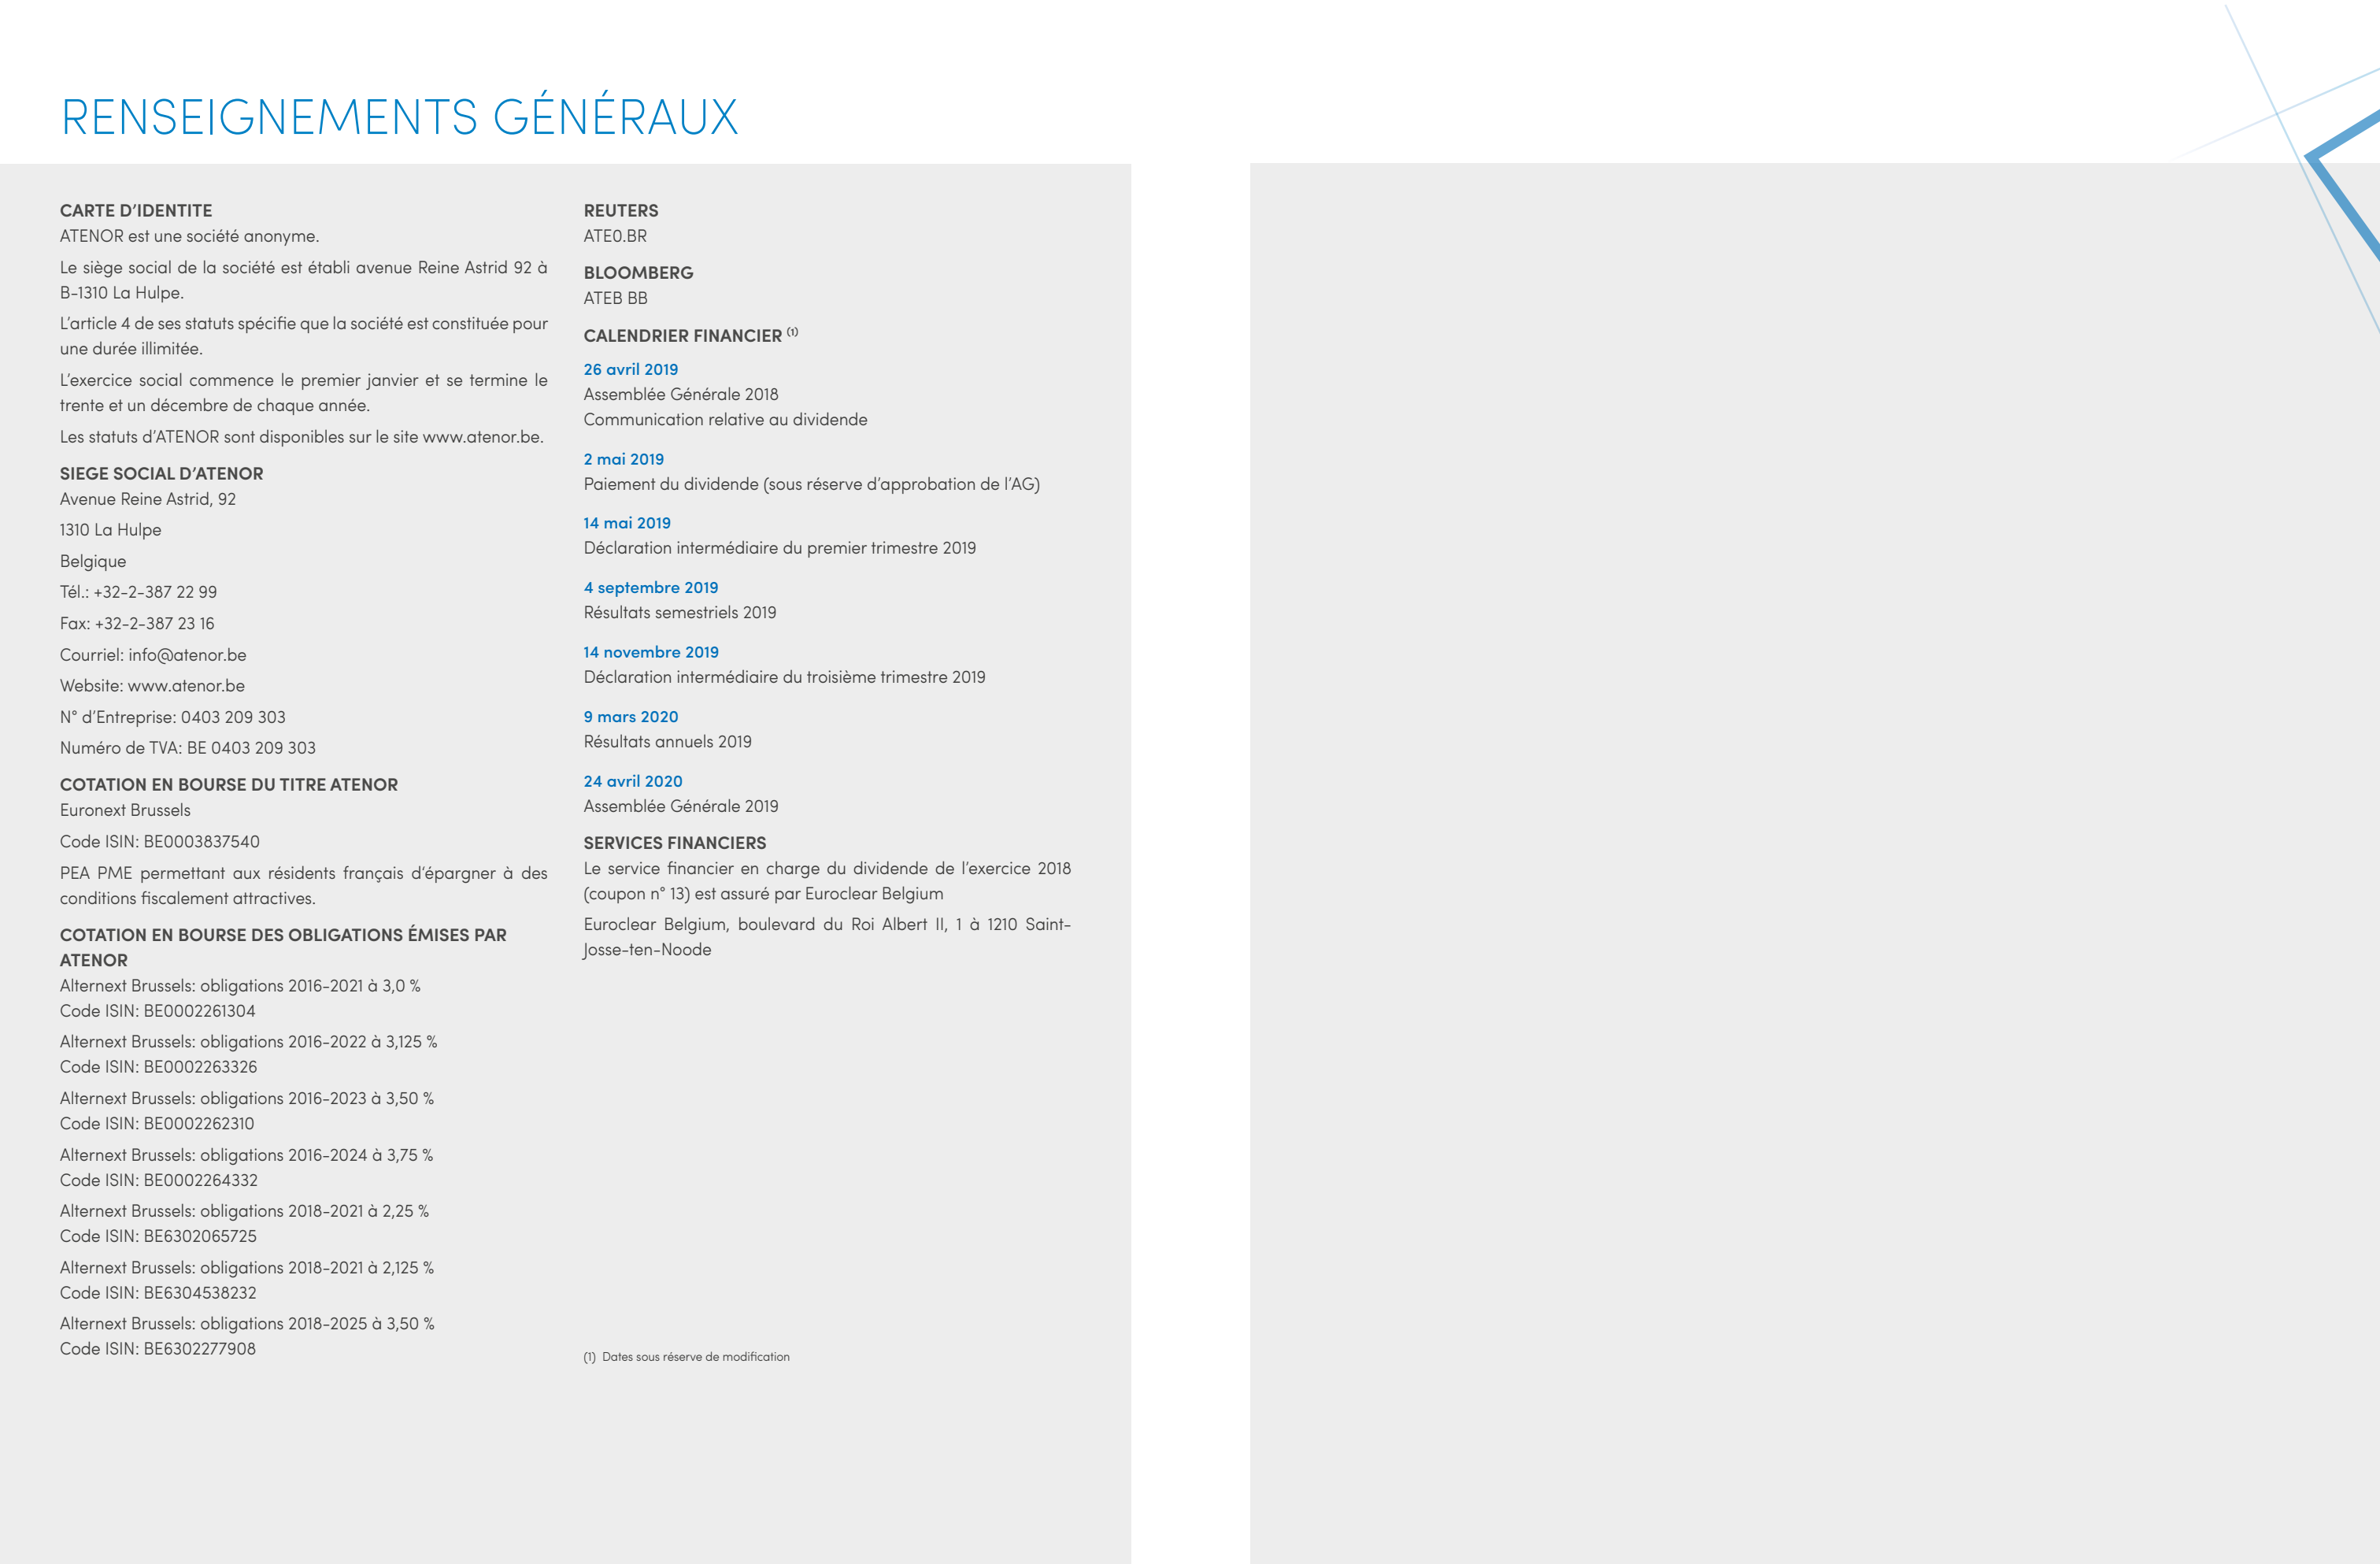 RENSEIGNEMENTS GÉNÉRAUX
CARTE D’IDENTITE
ATENOR est une société anonyme.
Le siège social de la société est établi avenue Reine Astrid 92 à
B-1310 La Hulpe.
L’article 4 de ses statuts spécifie que la société est constituée pour
une durée illimitée.
L’exercice social commence le premier janvier et se termine le
trente et un décembre de chaque année.
Les statuts d’ATENOR sont disponibles sur le site www.atenor.be.
SIEGE SOCIAL D’ATENOR
Avenue Reine Astrid, 92
1310 La Hulpe
Belgique
Tél.: +32-2-387 22 99
Fax: +32-2-387 23 16
Courriel: info@atenor.be
Website: www.atenor.be
N° d’Entreprise: 0403 209 303
Numéro de TVA: BE 0403 209 303
COTATION EN BOURSE DU TITRE ATENOR
Euronext Brussels
Code ISIN: BE0003837540
PEA PME permettant aux résidents français d’épargner à des
conditions fiscalement attractives.
COTATION EN BOURSE DES OBLIGATIONS ÉMISES PAR
ATENOR
Alternext Brussels: obligations 2016-2021 à 3,0 %
Code ISIN: BE0002261304
Alternext Brussels: obligations 2016-2022 à 3,125 %
Code ISIN: BE0002263326
Alternext Brussels: obligations 2016-2023 à 3,50 %
Code ISIN: BE0002262310
Alternext Brussels: obligations 2016-2024 à 3,75 %
Code ISIN: BE0002264332
Alternext Brussels: obligations 2018-2021 à 2,25 %
Code ISIN: BE6302065725
Alternext Brussels: obligations 2018-2021 à 2,125 %
Code ISIN: BE6304538232
Alternext Brussels: obligations 2018-2025 à 3,50 %
Code ISIN: BE6302277908
REUTERS
ATE0.BR
BLOOMBERG
ATEB BB
CALENDRIER FINANCIER (1)
26 avril 2019
Assemblée Générale 2018
Communication relative au dividende
2 mai 2019
Paiement du dividende (sous réserve d’approbation de l’AG)
14 mai 2019
Déclaration intermédiaire du premier trimestre 2019
4 septembre 2019
Résultats semestriels 2019
14 novembre 2019
Déclaration intermédiaire du troisième trimestre 2019
9 mars 2020
Résultats annuels 2019
24 avril 2020
Assemblée Générale 2019
SERVICES FINANCIERS
Le service financier en charge du dividende de l’exercice 2018
(coupon n° 13) est assuré par Euroclear Belgium
Euroclear Belgium, boulevard du Roi Albert II, 1 à 1210 Saint-
Josse-ten-Noode
(1) Dates sous réserve de modification